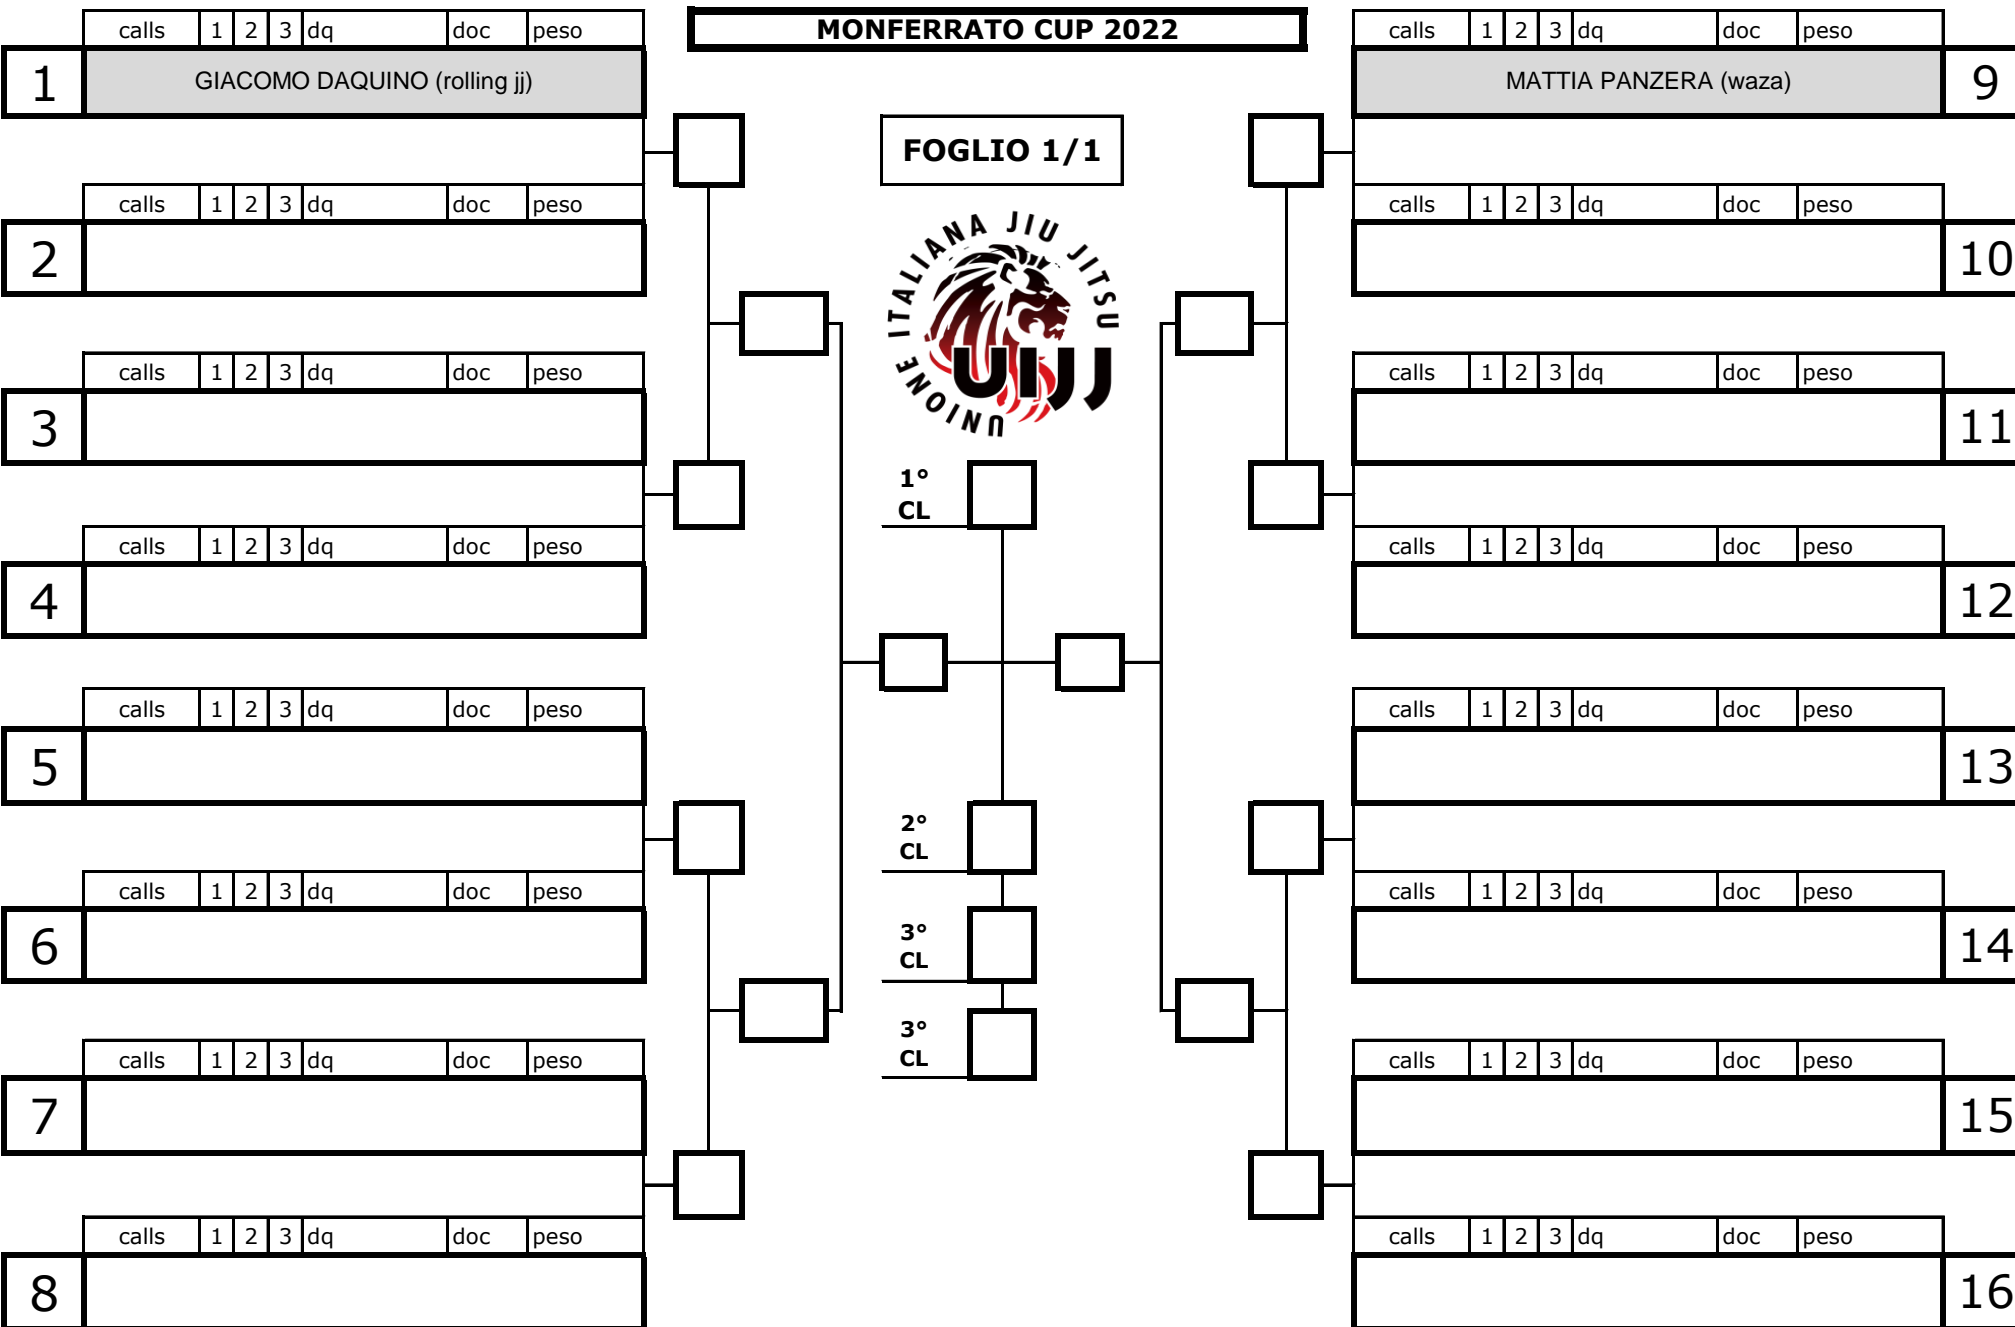 MONFERRATO CUP 2022
calls 1 2 3 dq doc peso
1 GIACOMO DAQUINO (rolling jj)
calls 1 2 3 dq doc peso
2
calls 1 2 3 dq doc peso
3
calls 1 2 3 dq doc peso
4
calls 1 2 3 dq doc peso
5
calls 1 2 3 dq doc peso
6
calls 1 2 3 dq doc peso
7
calls 1 2 3 dq doc peso
8
FOGLIO 1/1
UNIONE ITALIANA JIU JITSU
UIJJ
1°
CL
2°
CL
3°
CL
3°
CL
calls 1 2 3 dq doc peso
MATTIA PANZERA (waza) 9
calls 1 2 3 dq doc peso
10
calls 1 2 3 dq doc peso
11
calls 1 2 3 dq doc peso
12
calls 1 2 3 dq doc peso
13
calls 1 2 3 dq doc peso
14
calls 1 2 3 dq doc peso
15
calls 1 2 3 dq doc peso
16